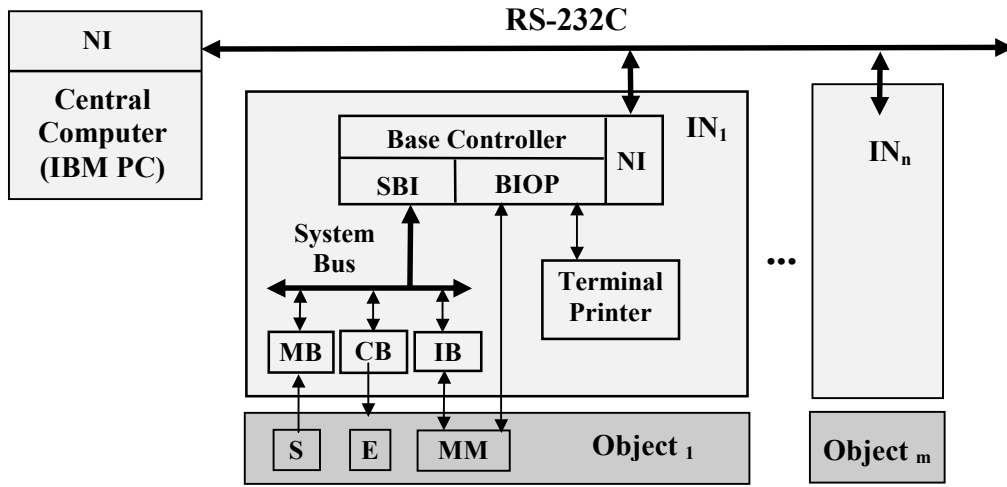 RS-232C
NI
Central
Computer
(IBM PC)
IN1
Base Controller
NI
SBI
BIOP
System
Bus
Terminal
Printer
MB
CB
IB
S
E
MM
Object 1
...
INn
Object m